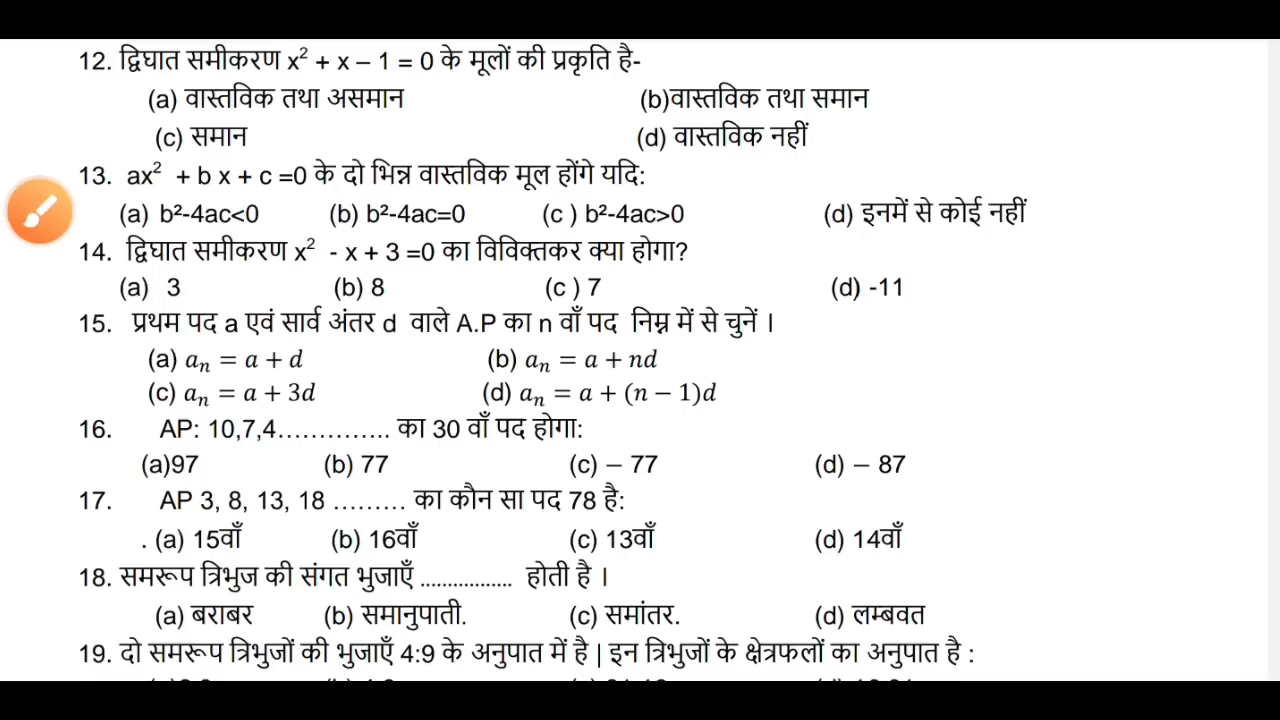 12. द्विघात समीकरण x² + x – 1 = 0 के मूलों की प्रकृति है-
(a) वास्तविक तथा असमान (b)वास्तविक तथा समान
(c) समान (d) वास्तविक नहीं
13. ax² + b x + c =0 के दो भिन्न वास्तविक मूल होंगे यदि:
(a) b²-4ac<0 (b) b²-4ac=0 (c ) b²-4ac>0 (d) इनमें से कोई नहीं
14. द्विघात समीकरण x² - x + 3 =0 का विविक्तकर क्या होगा?
(a) 3 (b) 8 (c ) 7 (d) -11
15. प्रथम पद a एवं सार्व अंतर d वाले A.P का n वाँ पद निम्न में से चुनें ।
(a) aₙ = a + d (b) aₙ = a + nd
(c) aₙ = a + 3d (d) aₙ = a + (n − 1)d
16. AP: 10,7,4………….. का 30 वाँ पद होगा:
(a)97 (b) 77 (c) – 77 (d) – 87
17. AP 3, 8, 13, 18 ……… का कौन सा पद 78 है:
. (a) 15वाँ (b) 16वाँ (c) 13वाँ (d) 14वाँ
18. समरूप त्रिभुज की संगत भुजाएँ ................. होती है ।
(a) बराबर (b) समानुपाती. (c) समांतर. (d) लम्बवत
19. दो समरूप त्रिभुजों की भुजाएँ 4:9 के अनुपात में है | इन त्रिभुजों के क्षेत्रफलों का अनुपात है :